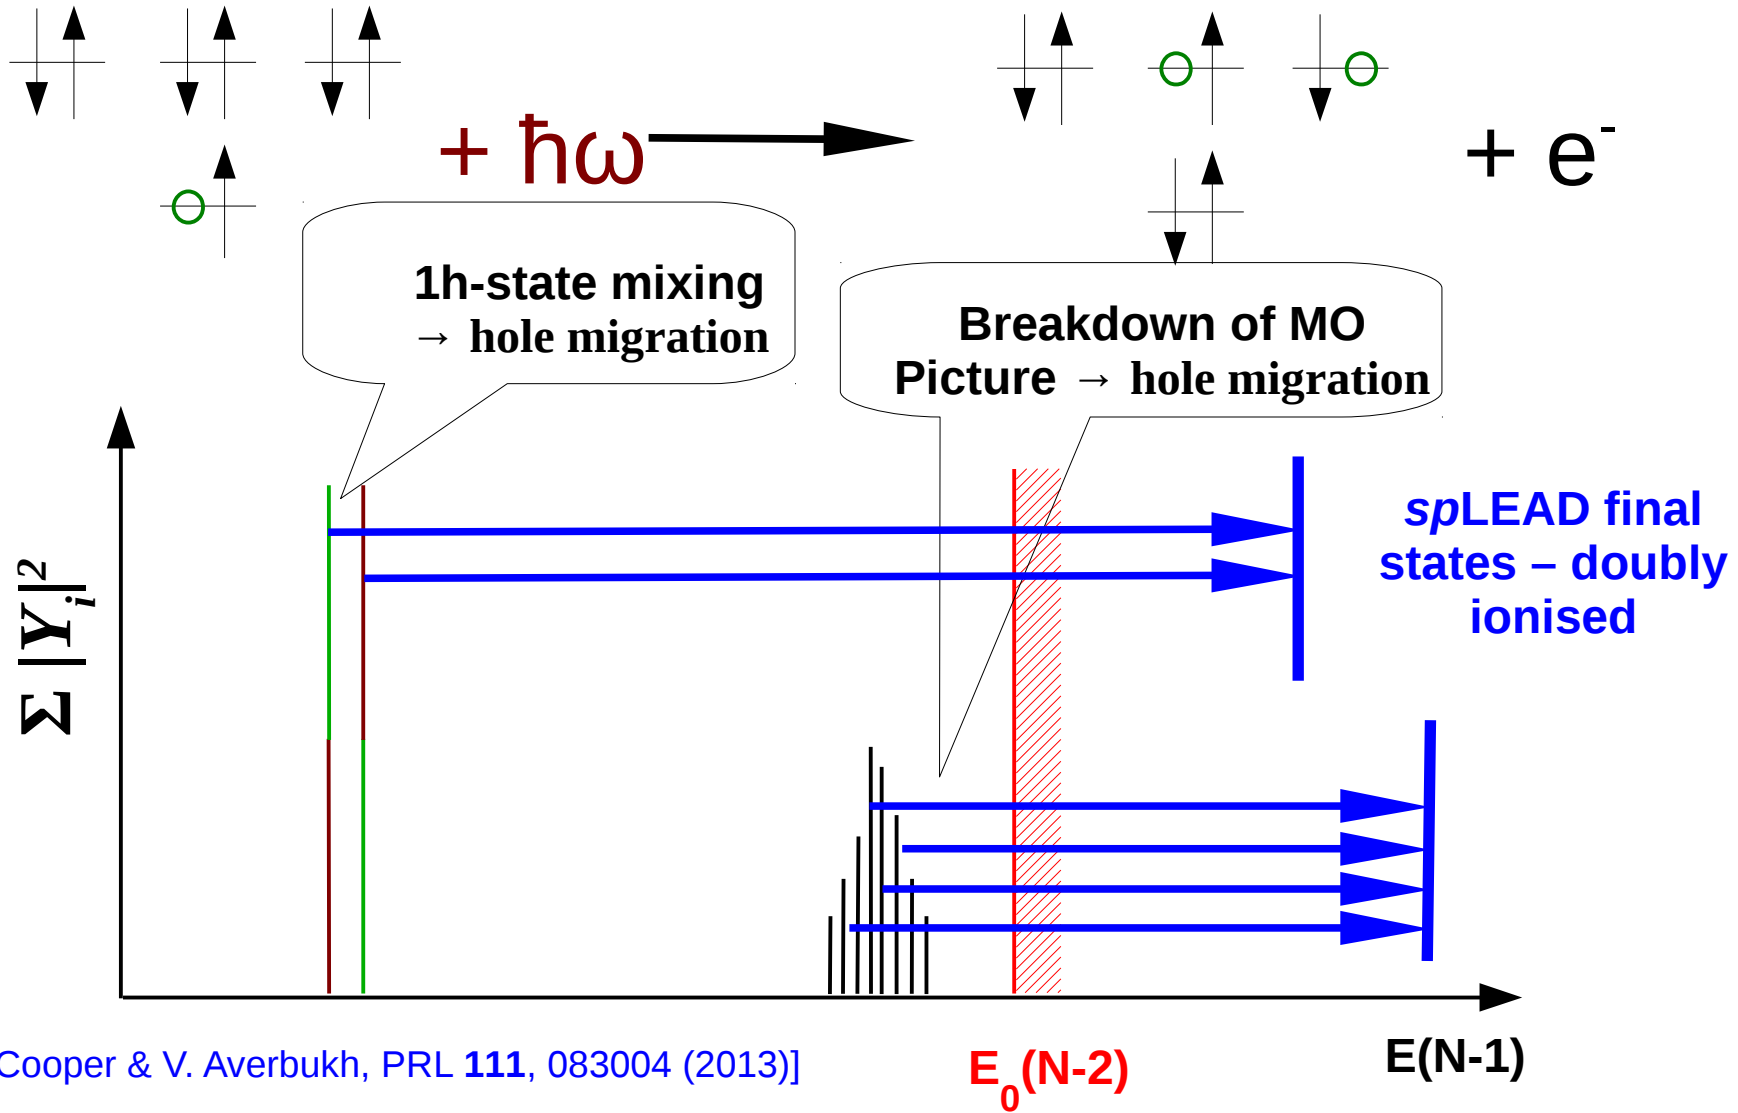 + ħω
+ e-
1h-state mixing
→ hole migration
Breakdown of MO
Picture → hole migration
spLEAD final
states – doubly
ionised
Σ |Yi|2
E(N-1)
E0(N-2)
Cooper & V. Averbukh, PRL 111, 083004 (2013)]